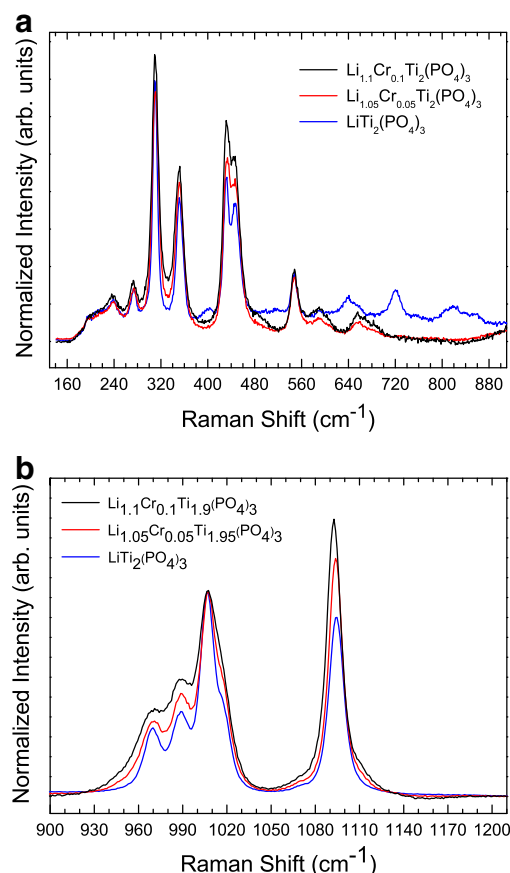 a
Normalized Intensity (arb. units)
Li1.1Cr0.1Ti2(PO4)3
Li1.05Cr0.05Ti2(PO4)3
LiTi2(PO4)3
160 240 320 400 480 560 640 720 800 880
Raman Shift (cm-1)
b
Normalized Intensity (arb. units)
Li1.1Cr0.1Ti1.9(PO4)3
Li1.05Cr0.05Ti1.95(PO4)3
LiTi2(PO4)3
900 930 960 990 1020 1050 1080 1110 1140 1170 1200
Raman Shift (cm-1)